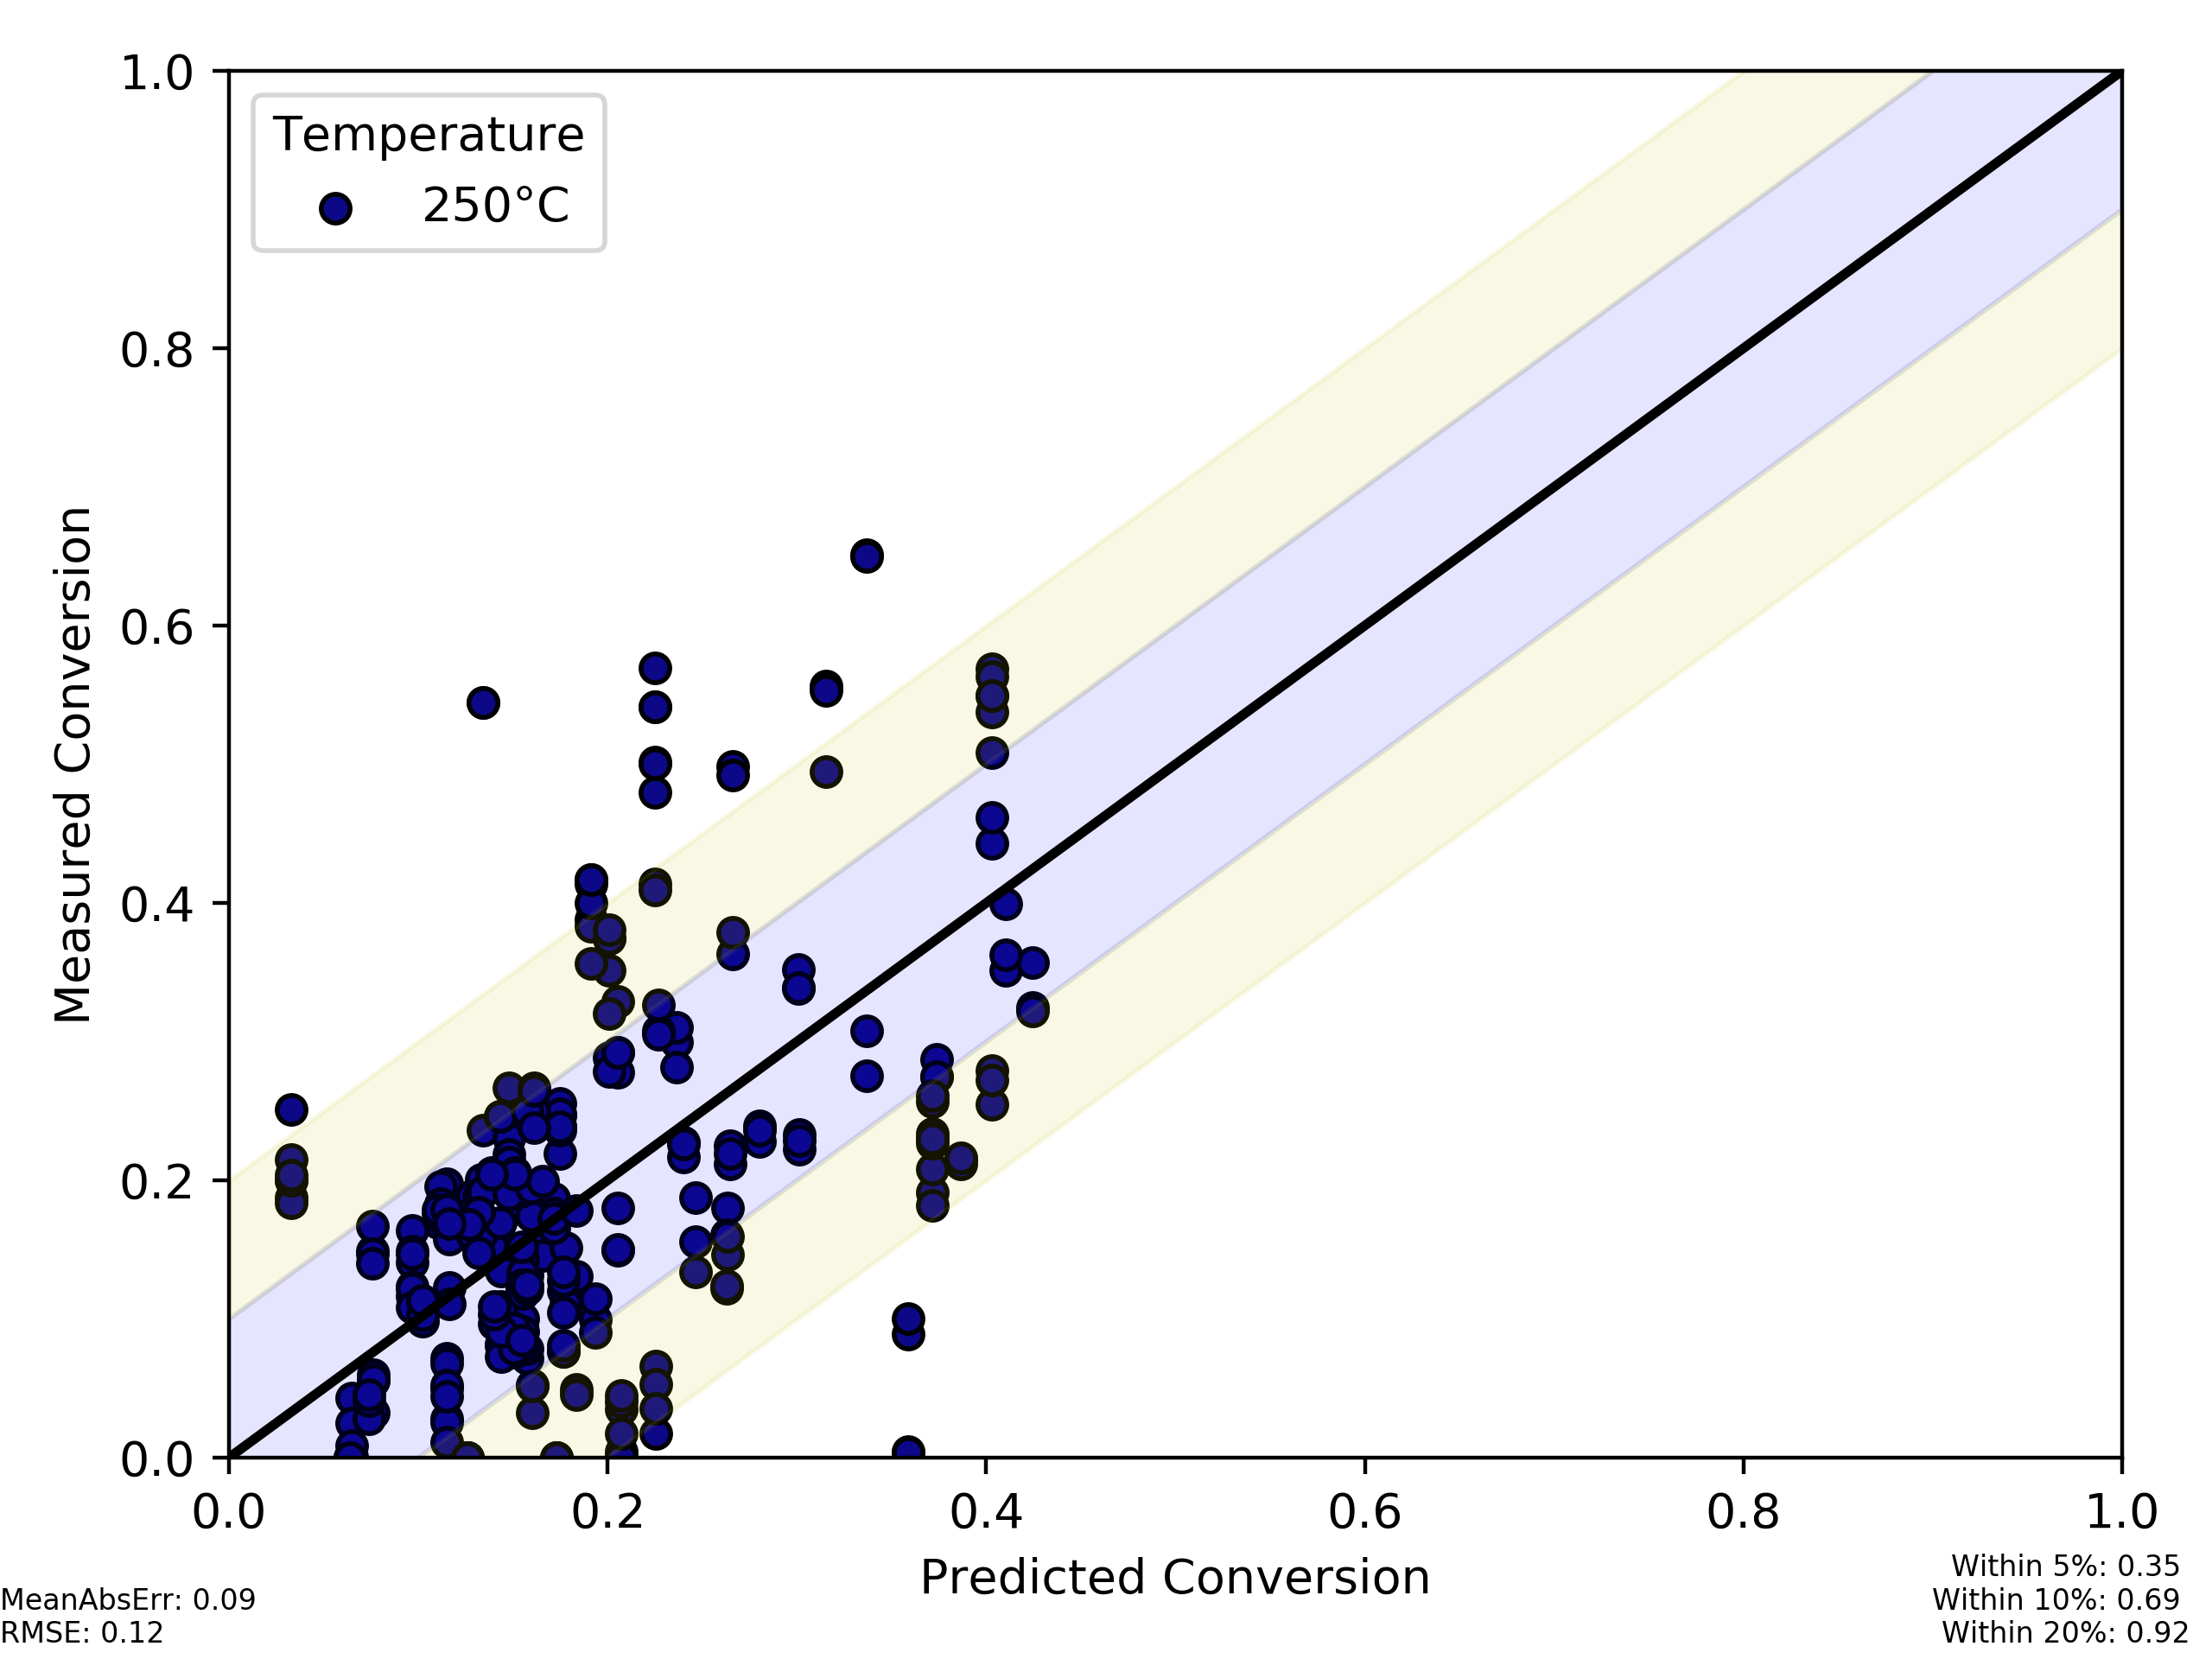 1.0
Temperature
250°C
0.8
0.6
0.4
0.2
0.0
Measured Conversion
0.0 0.2 0.4 0.6 0.8 1.0
Predicted Conversion
MeanAbsErr: 0.09
RMSE: 0.12
Within 5%: 0.35
Within 10%: 0.69
Within 20%: 0.92